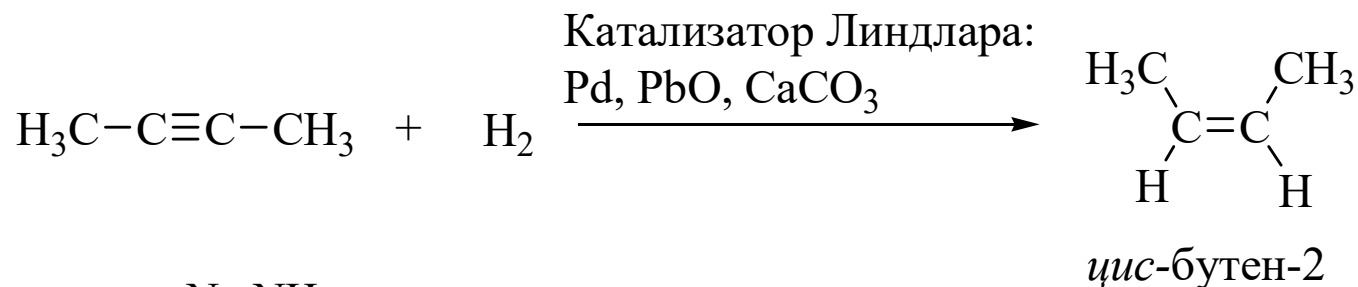 Катализатор Линдлара:
Pd, PbO, CaCO₃
H₃C−C≡C−CH₃ + H₂
H₃C CH₃
C=C
H H
цис-бутен-2